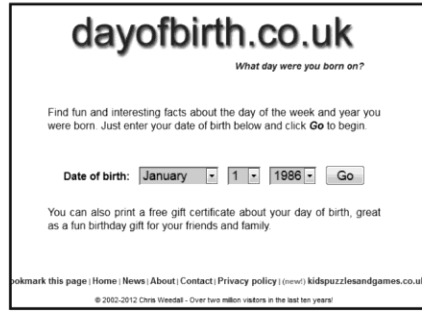 dayofbirth.co.uk
What day were you born on?
Find fun and interesting facts about the day of the week and year you
were born. Just enter your date of birth below and click Go to begin.
Date of birth: January 1 1986 Go
You can also print a free gift certificate about your day of birth, great
as a fun birthday gift for your friends and family.
ookmark this page | Home | News | About | Contact | Privacy policy | (new!) kidspuzzlesandgames.co.u
© 2002-2012 Chris Weedall - Over two million visitors in the last ten years!